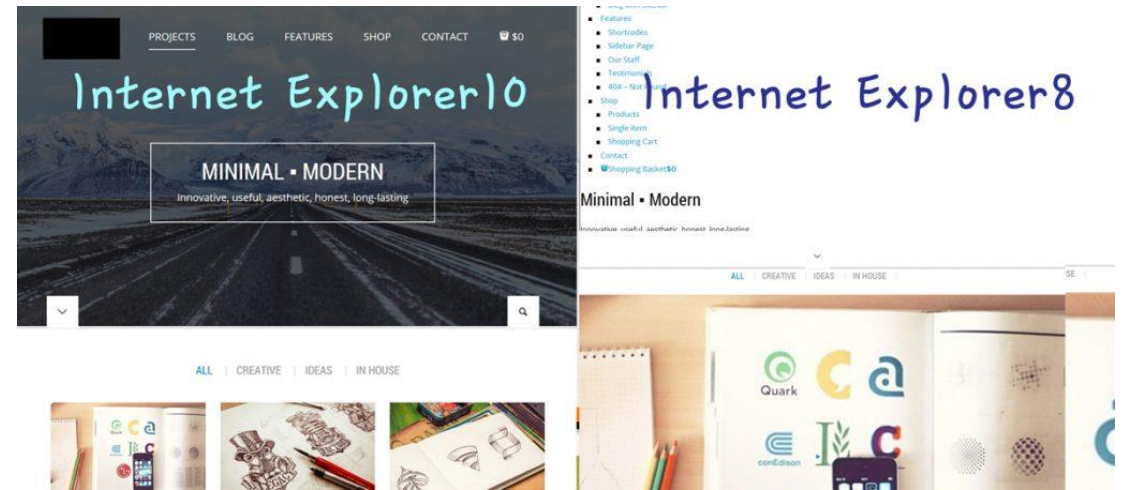 PROJECTS BLOG FEATURES SHOP CONTACT $0
Internet Explorer10
MINIMAL ▪ MODERN
Innovative, useful, aesthetic, honest, long-lasting
ALL | CREATIVE | IDEAS | IN HOUSE
Features
Shortcodes
Sidebar Page
Our Staff
Testimonials
404 – Not Found
Shop
Products
Single Item
Shopping Cart
Contact
Shopping Basket$0
Internet Explorer8
Minimal ▪ Modern
Innovative, useful, aesthetic, honest, long-lasting
ALL | CREATIVE | IDEAS | IN HOUSE |
SE |
Quark
conEdison